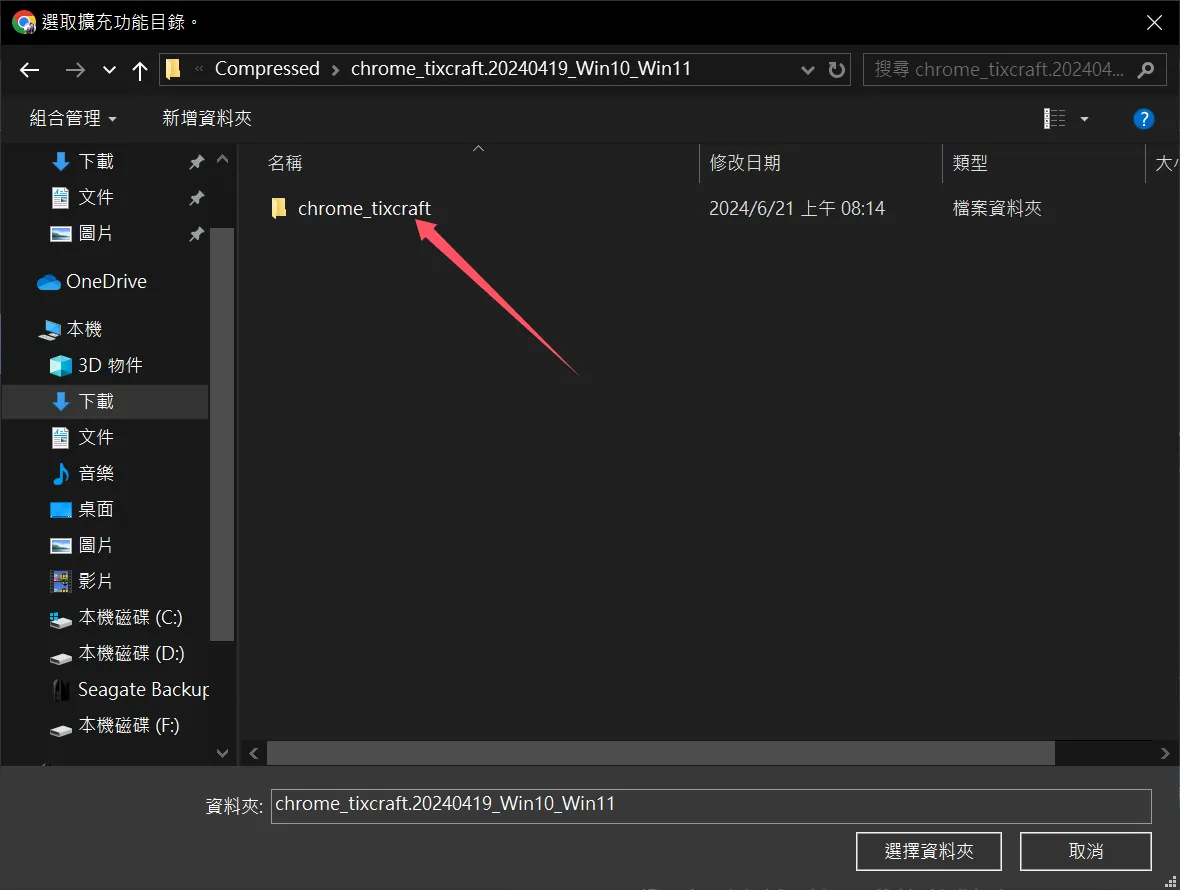 選取擴充功能目錄。
« Compressed › chrome_tixcraft.20240419_Win10_Win11
搜尋 chrome_tixcraft.202404...
組合管理
新增資料夾
?
下載
文件
圖片
OneDrive
本機
3D 物件
下載
文件
音樂
桌面
圖片
影片
本機磁碟 (C:)
本機磁碟 (D:)
Seagate Backup
本機磁碟 (F:)
名稱 修改日期 類型 大小
chrome_tixcraft 2024/6/21 上午 08:14 檔案資料夾
資料夾: chrome_tixcraft.20240419_Win10_Win11
選擇資料夾 取消